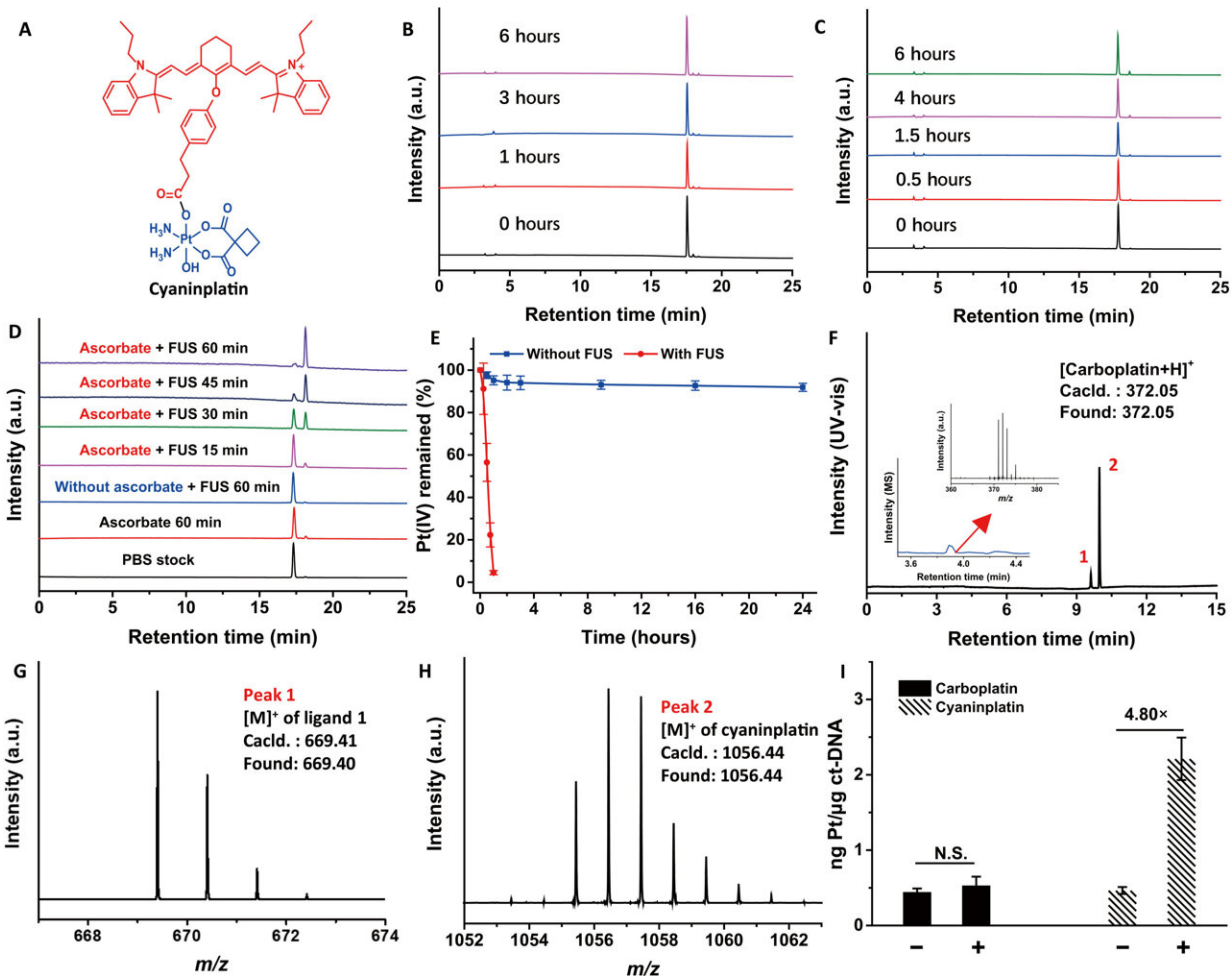 A
N
N+
O
O=C
O
O
H3N
Pt
O
H3N
O
OH
O
Cyaninplatin
B
6 hours
3 hours
1 hours
0 hours
Intensity (a.u.)
0 5 10 15 20 25
Retention time (min)
C
6 hours
4 hours
1.5 hours
0.5 hours
0 hours
Intensity (a.u.)
0 5 10 15 20 25
Retention time (min)
D
Ascorbate + FUS 60 min
Ascorbate + FUS 45 min
Ascorbate + FUS 30 min
Ascorbate + FUS 15 min
Without ascorbate + FUS 60 min
Ascorbate 60 min
PBS stock
Intensity (a.u.)
0 5 10 15 20 25
Retention time (min)
E
Without FUS
With FUS
Pt(IV) remained (%)
100
80
60
40
20
0
0 4 8 12 16 20 24
Time (hours)
F
[Carboplatin+H]+
Cacld. : 372.05
Found: 372.05
Intensity (UV-vis)
Intensity (a.u.)
360 370 380
m/z
Intensity (MS)
3.6 4.0 4.4
Retention time (min)
1
2
0 3 6 9 12 15
Retention time (min)
G
Peak 1
[M]+ of ligand 1
Cacld. : 669.41
Found: 669.40
Intensity (a.u.)
668 670 672 674
m/z
H
Peak 2
[M]+ of cyaninplatin
Cacld. : 1056.44
Found: 1056.44
Intensity (a.u.)
1052 1054 1056 1058 1060 1062
m/z
I
Carboplatin
Cyaninplatin
4.80×
N.S.
ng Pt/μg ct-DNA
3
2
1
0
− + − +